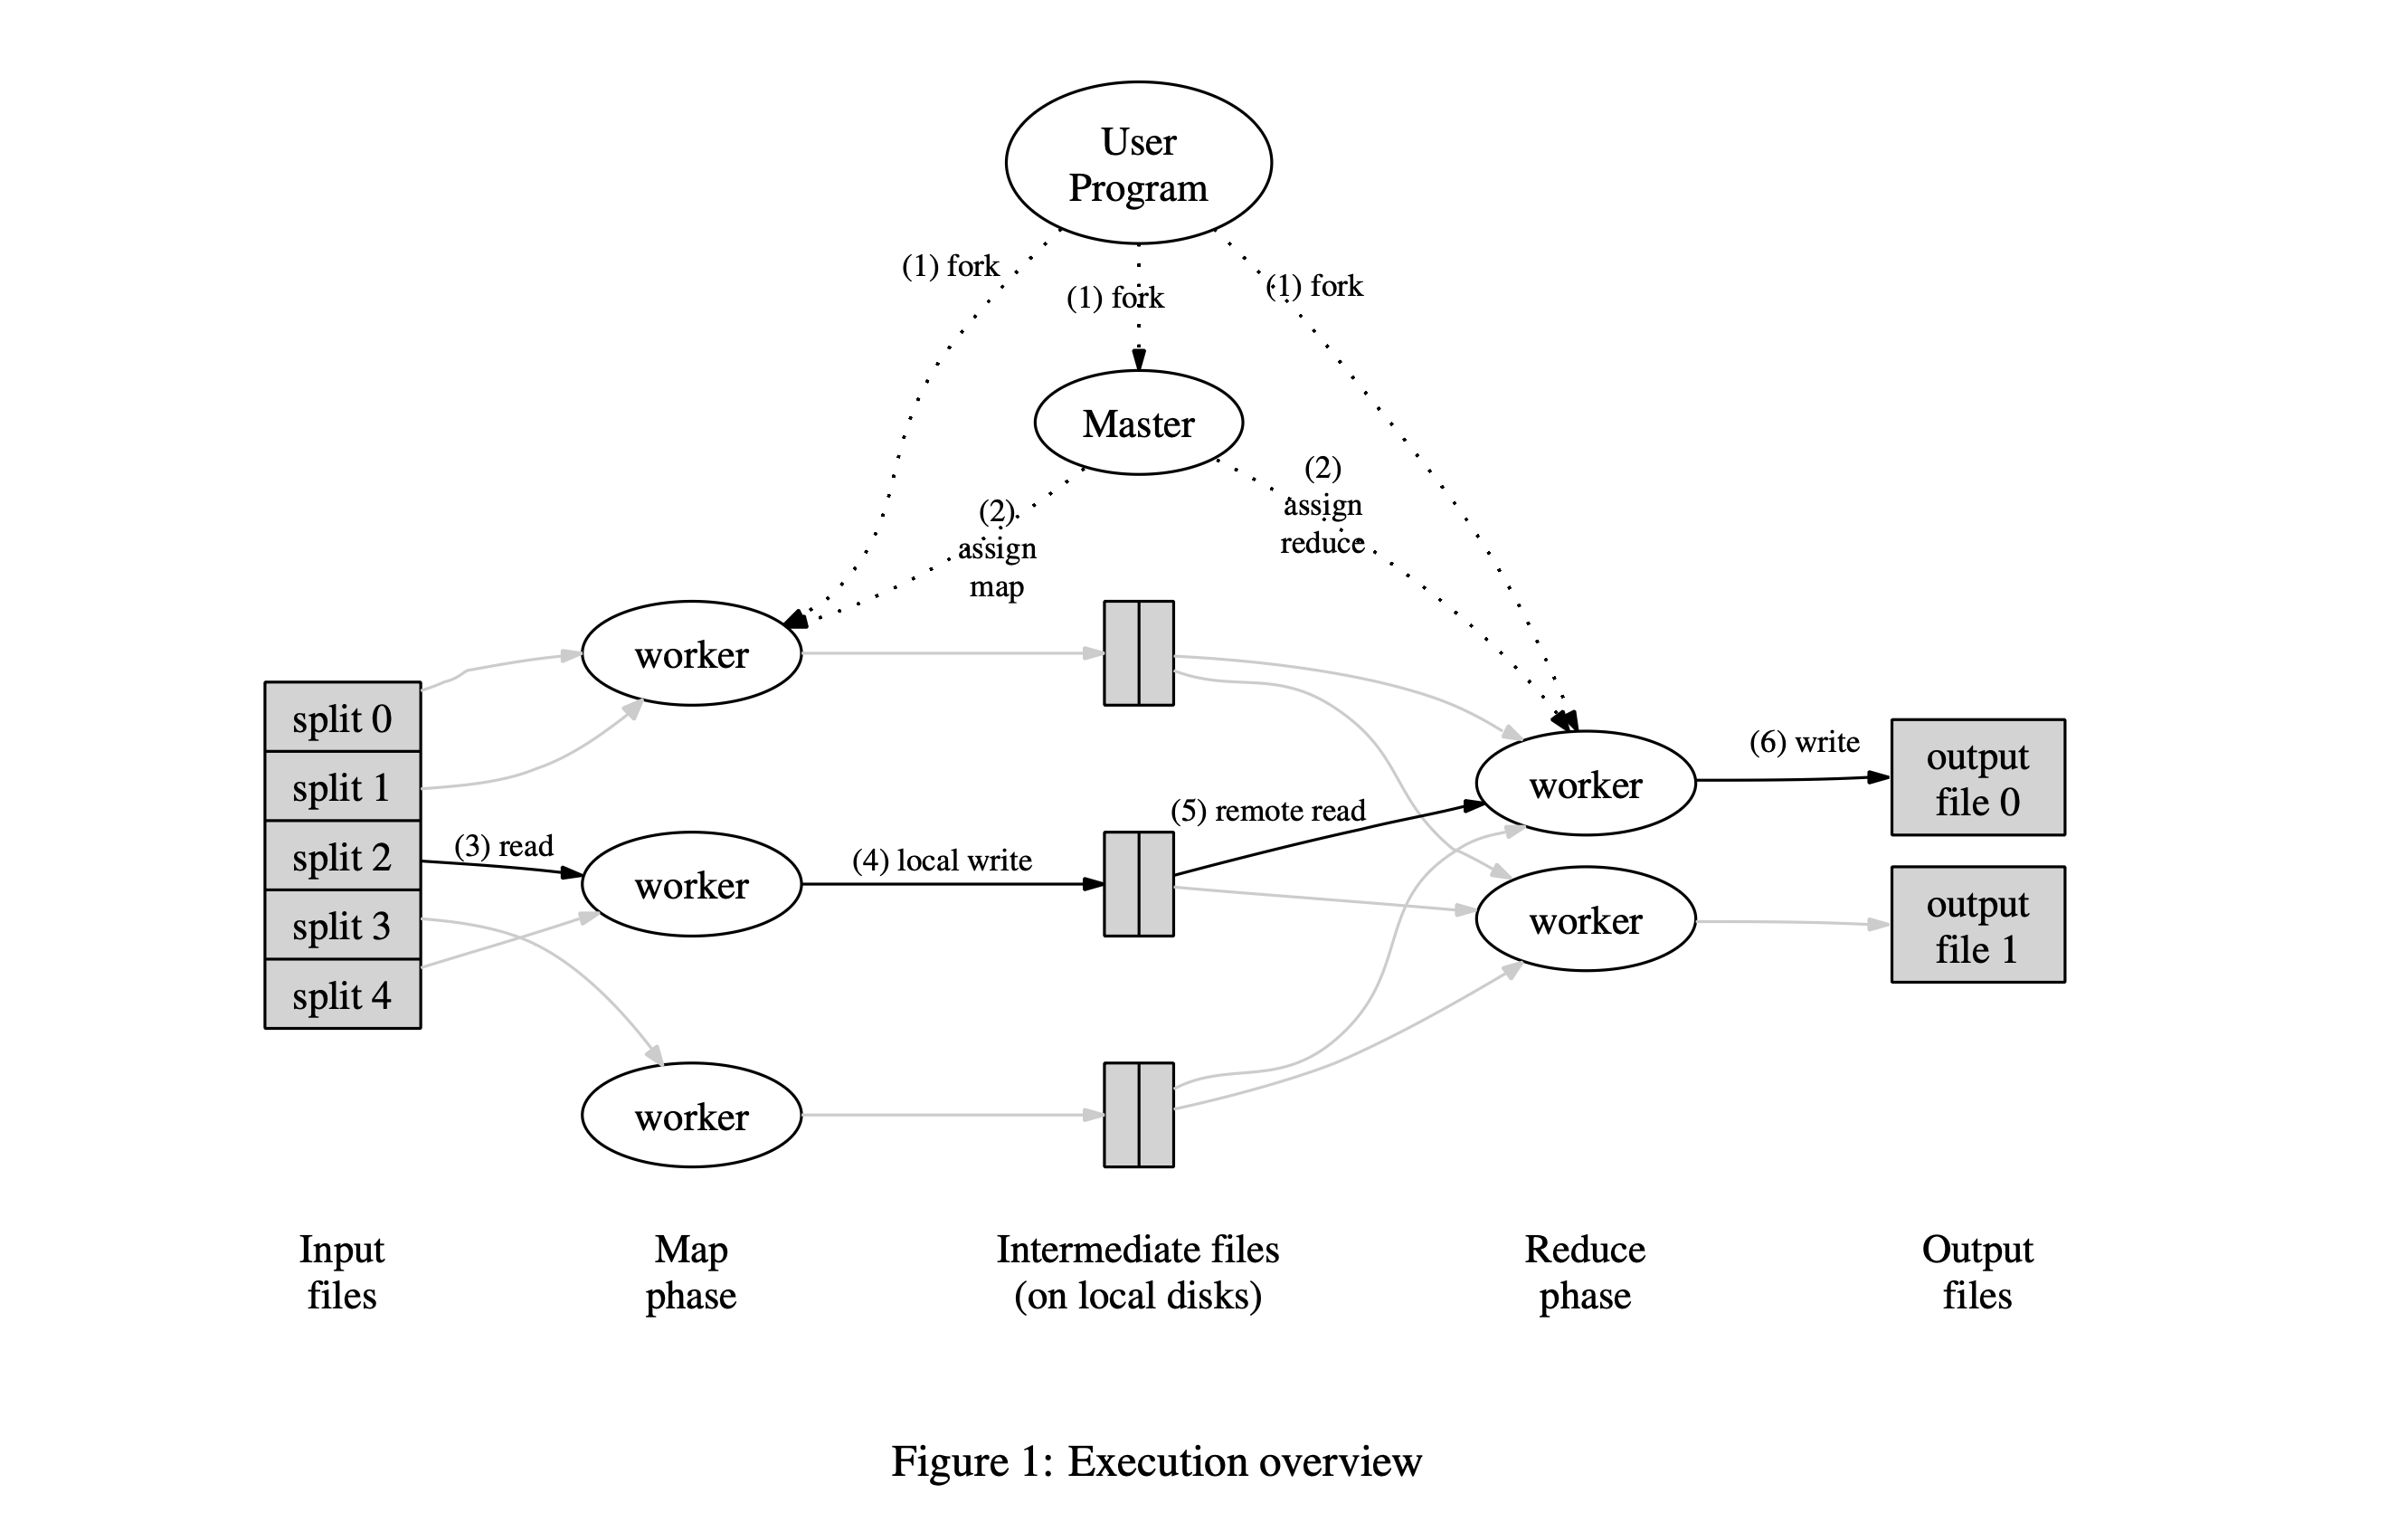 User
Program
(1) fork
(1) fork
(1) fork
Master
(2)
assign
map
(2)
assign
reduce
worker
split 0
split 1
split 2
split 3
split 4
(3) read
worker
(4) local write
(5) remote read
worker
(6) write
output
file 0
worker
output
file 1
worker
Input
files
Map
phase
Intermediate files
(on local disks)
Reduce
phase
Output
files
Figure 1: Execution overview